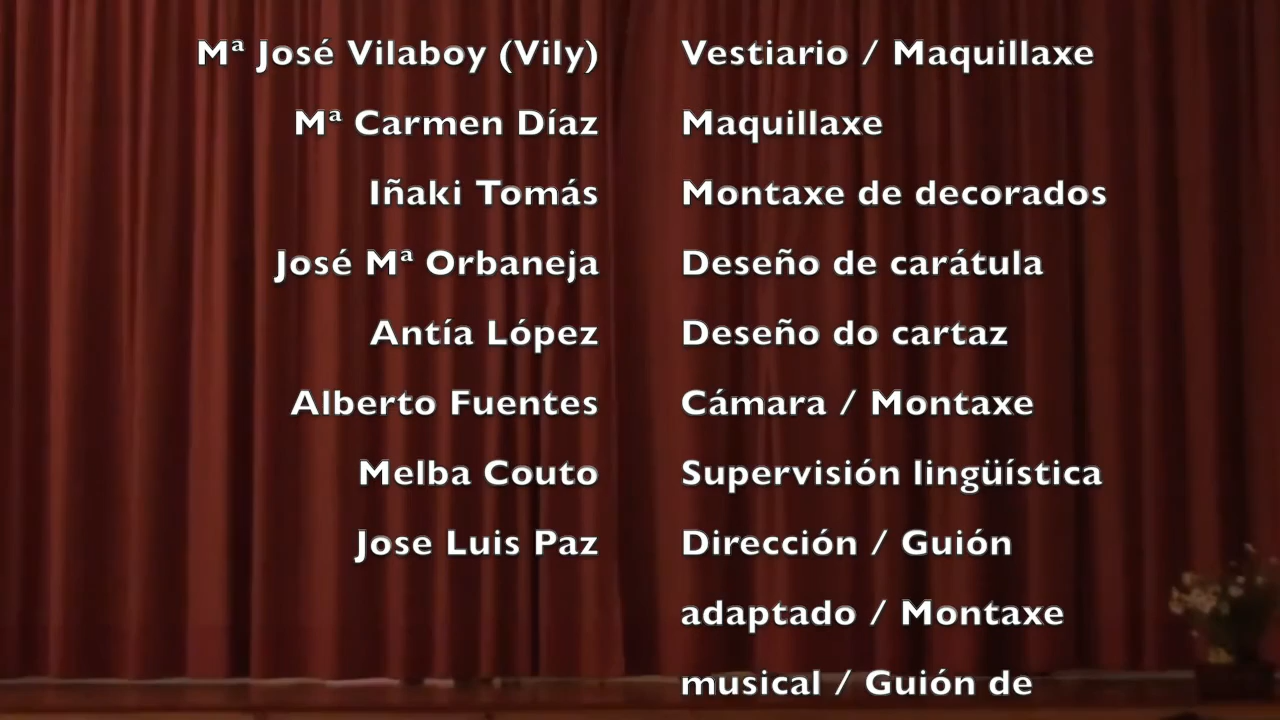 Mª José Vilaboy (Vily) Vestiario / Maquillaxe
Mª Carmen Díaz Maquillaxe
Iñaki Tomás Montaxe de decorados
José Mª Orbaneja Deseño de carátula
Antía López Deseño do cartaz
Alberto Fuentes Cámara / Montaxe
Melba Couto Supervisión lingüística
Jose Luis Paz Dirección / Guión
adaptado / Montaxe
musical / Guión de